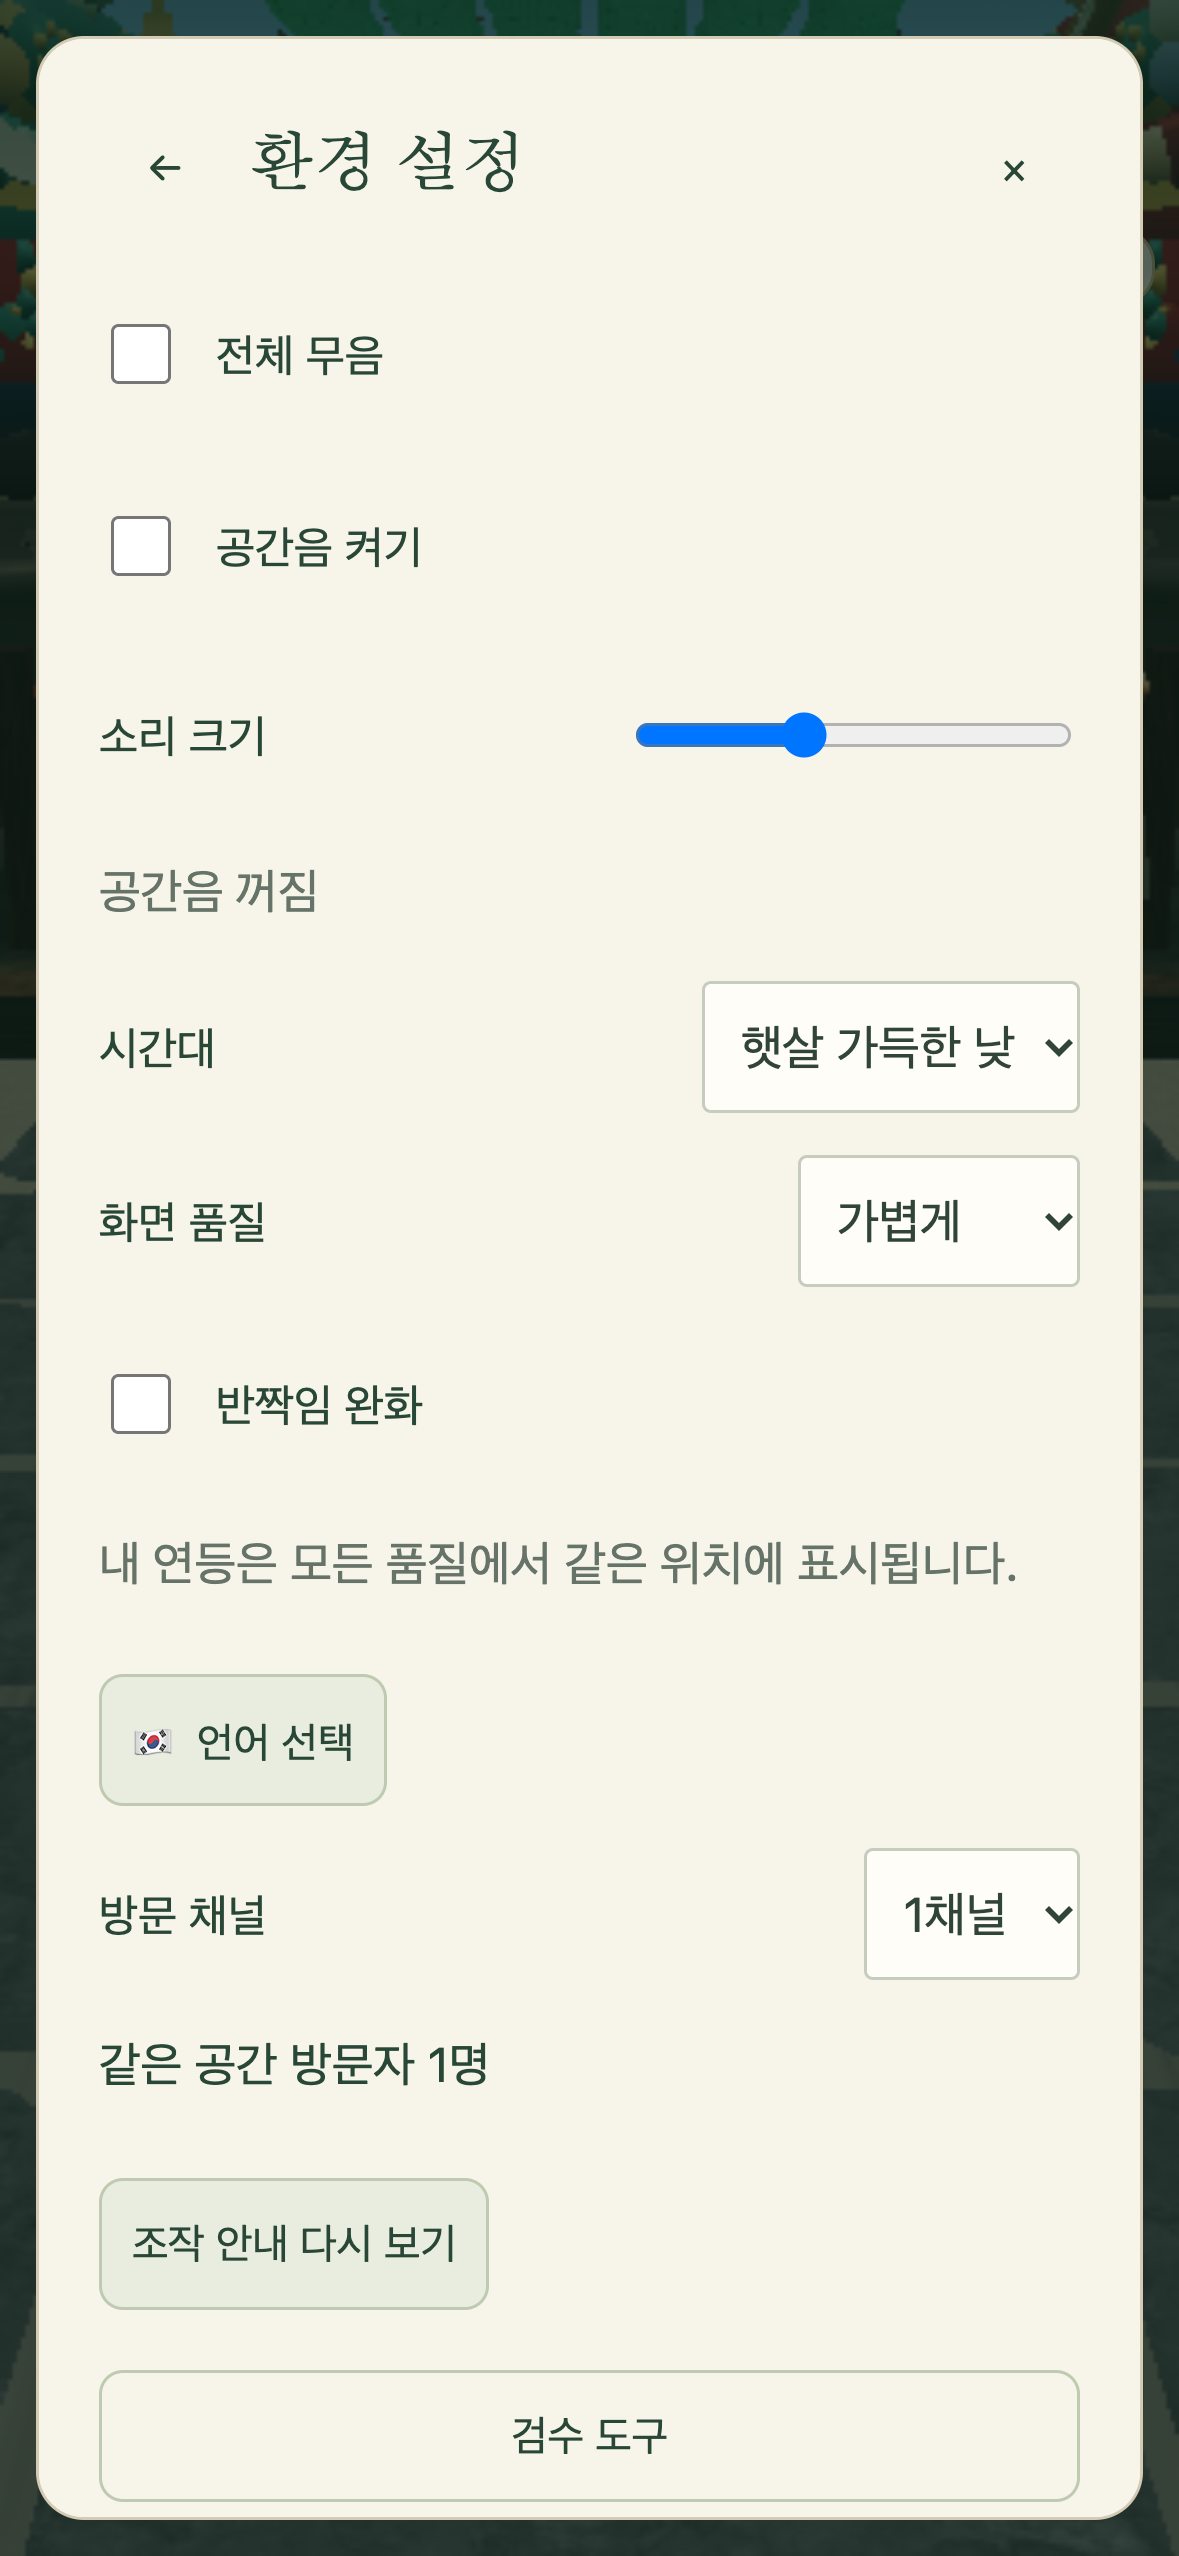 ← 환경 설정 ×
전체 무음
공간음 켜기
소리 크기
공간음 꺼짐
시간대 햇살 가득한 낮
화면 품질 가볍게
반짝임 완화
내 연등은 모든 품질에서 같은 위치에 표시됩니다.
🇰🇷 언어 선택
방문 채널 1채널
같은 공간 방문자 1명
조작 안내 다시 보기
검수 도구